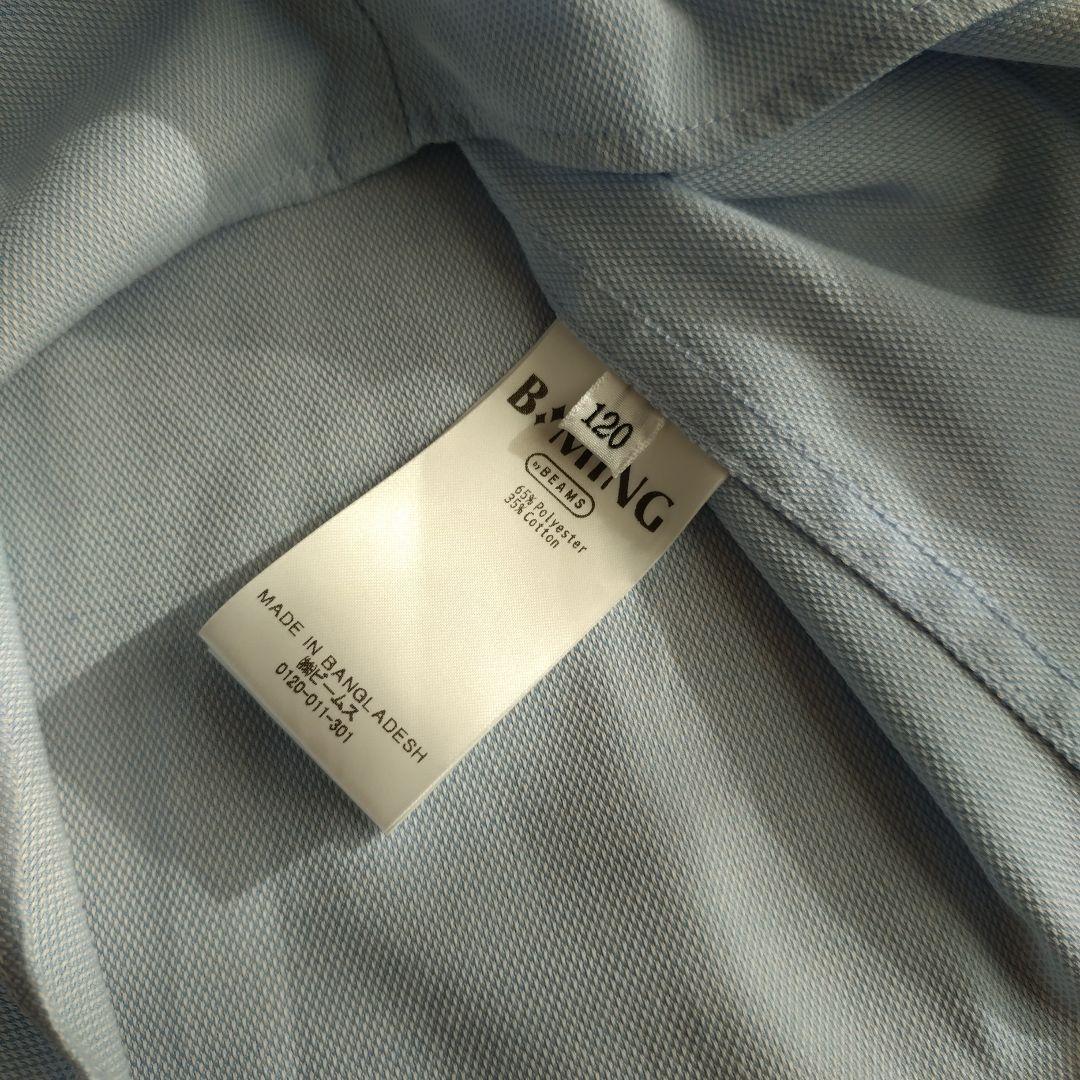 120
B MING
by BEAMS
65% Polyester
35% Cotton
MADE IN BANGLADESH
㈱ビームス
0120-011-301